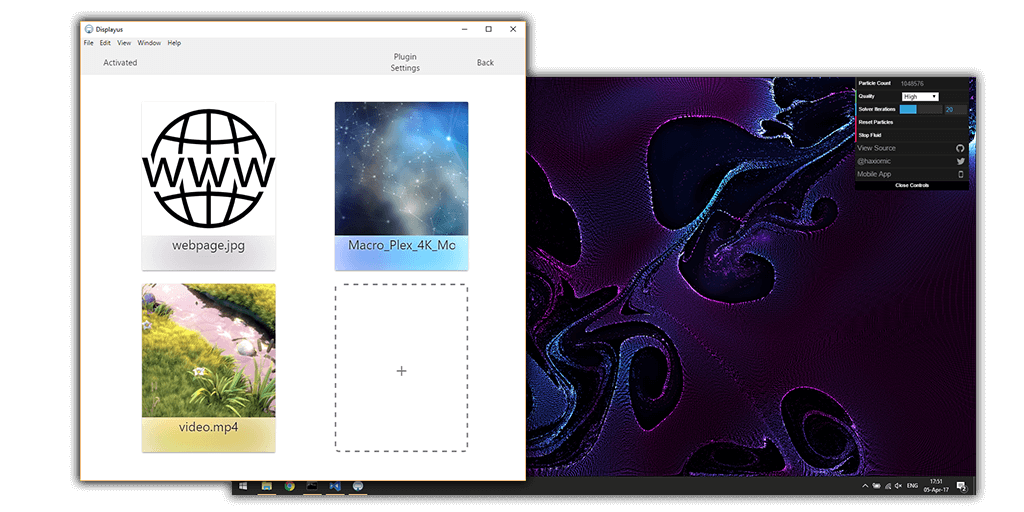 Displayus
File Edit View Window Help
Activated
Plugin
Settings
Back
WWW
webpage.jpg
Macro_Plex_4K_Mo
video.mp4
+
Particle Count 1048576
Quality High
Solver Iterations 20
Reset Particles
Stop Fluid
View Source
@haxiomic
Mobile App
Close Controls
ENG
17:51
05-Apr-17
2